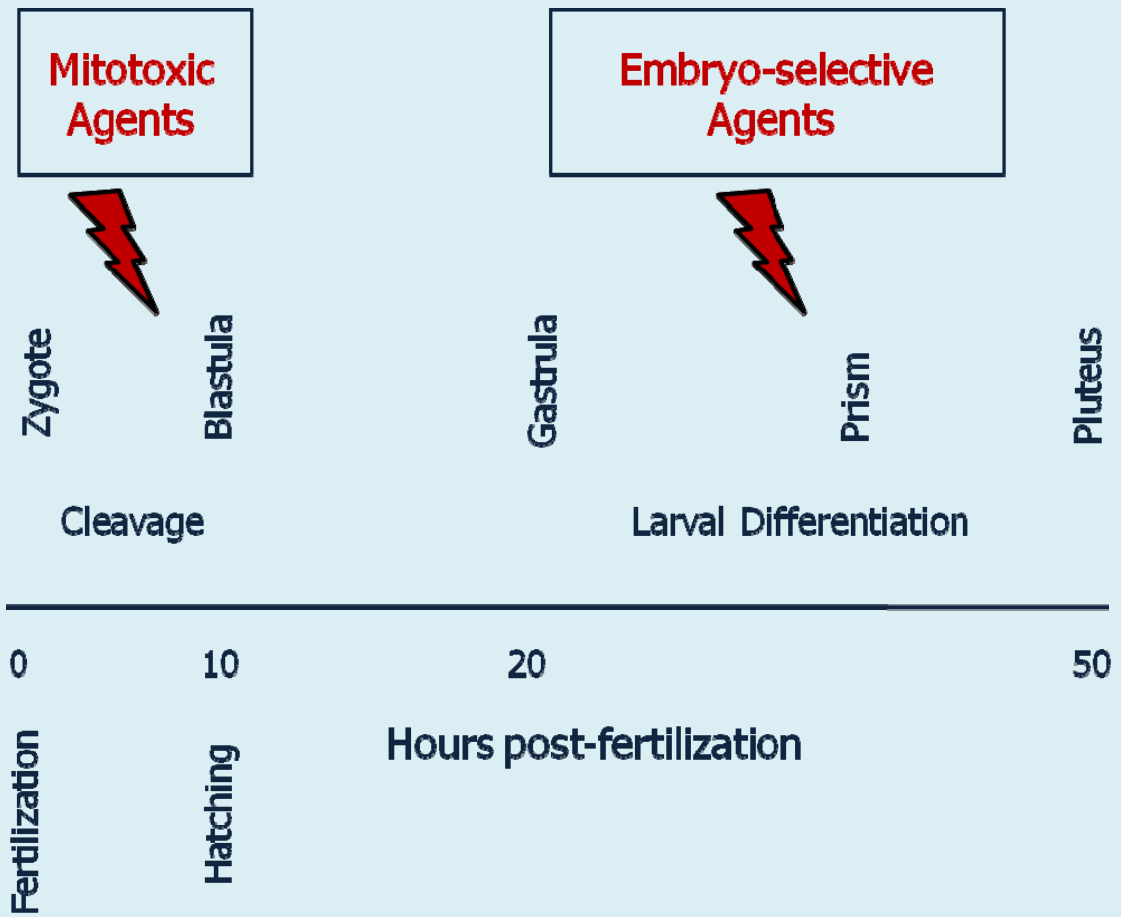 Mitotoxic
Agents
Embryo-selective
Agents
Zygote
Blastula
Gastrula
Prism
Pluteus
Cleavage
Larval Differentiation
0
10
20
50
Hours post-fertilization
Fertilization
Hatching